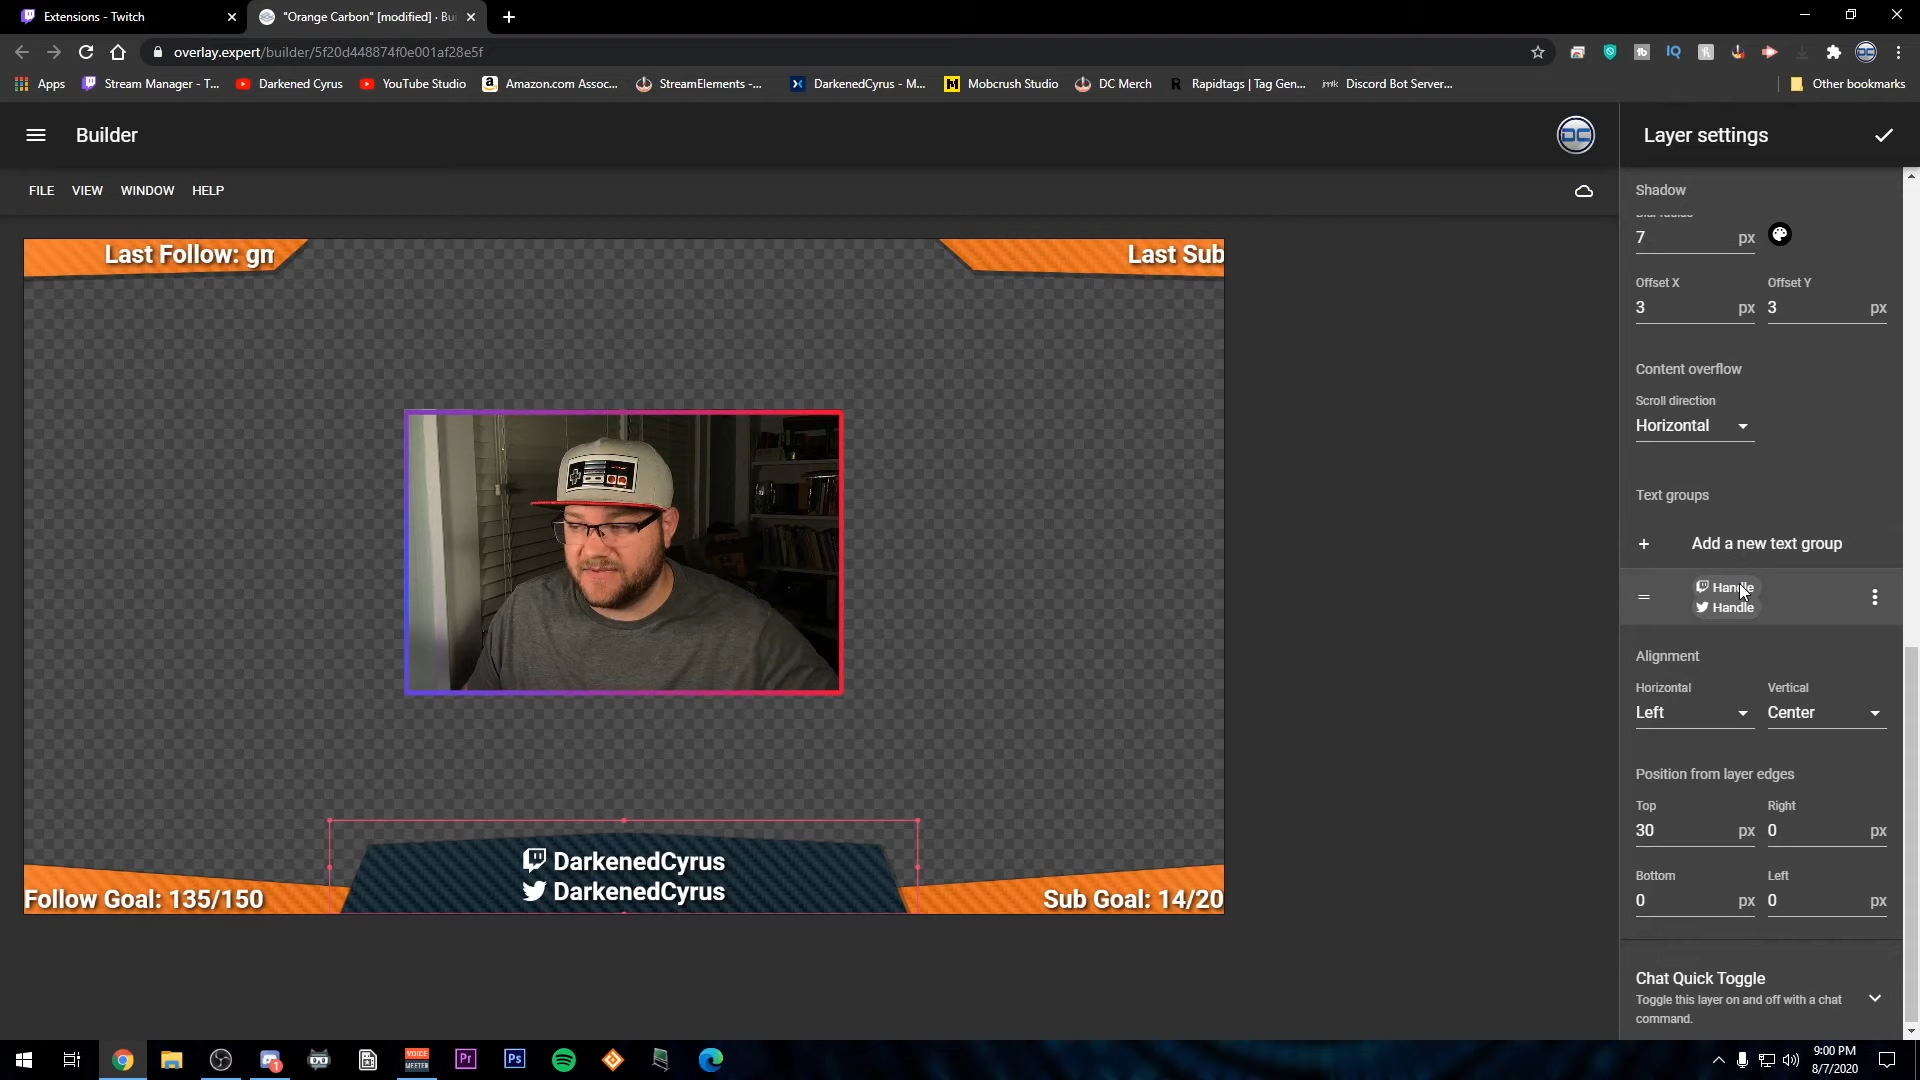 Extensions - Twitch
"Orange Carbon" [modified] · Bu
overlay.expert/builder/5f20d448874f0e001af28e5f
Apps
Stream Manager - T...
Darkened Cyrus
YouTube Studio
Amazon.com Assoc...
StreamElements -...
DarkenedCyrus - M...
Mobcrush Studio
DC Merch
Rapidtags | Tag Gen...
Discord Bot Server...
Other bookmarks
Builder
DC
Layer settings
FILE
VIEW
WINDOW
HELP
Shadow
7 px
Offset X
Offset Y
3 px
3 px
Content overflow
Scroll direction
Horizontal
Text groups
+ Add a new text group
Handle
Handle
Alignment
Horizontal
Vertical
Left
Center
Position from layer edges
Top
Right
30 px
0 px
Bottom
Left
0 px
0 px
Chat Quick Toggle
Toggle this layer on and off with a chat
command.
Last Follow: gn
Last Sub
DarkenedCyrus
DarkenedCyrus
Follow Goal: 135/150
Sub Goal: 14/20
VOICE
MEETER
Pr
Ps
1
9:00 PM
8/7/2020